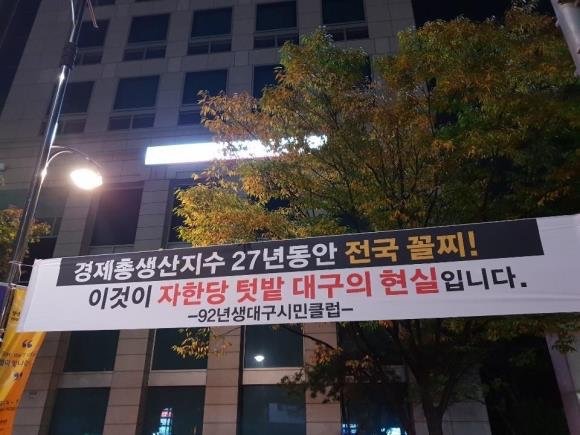 경제총생산지수 27년동안 전국 꼴찌!
이것이 자한당 텃밭 대구의 현실입니다.
-92년생대구시민클럽-